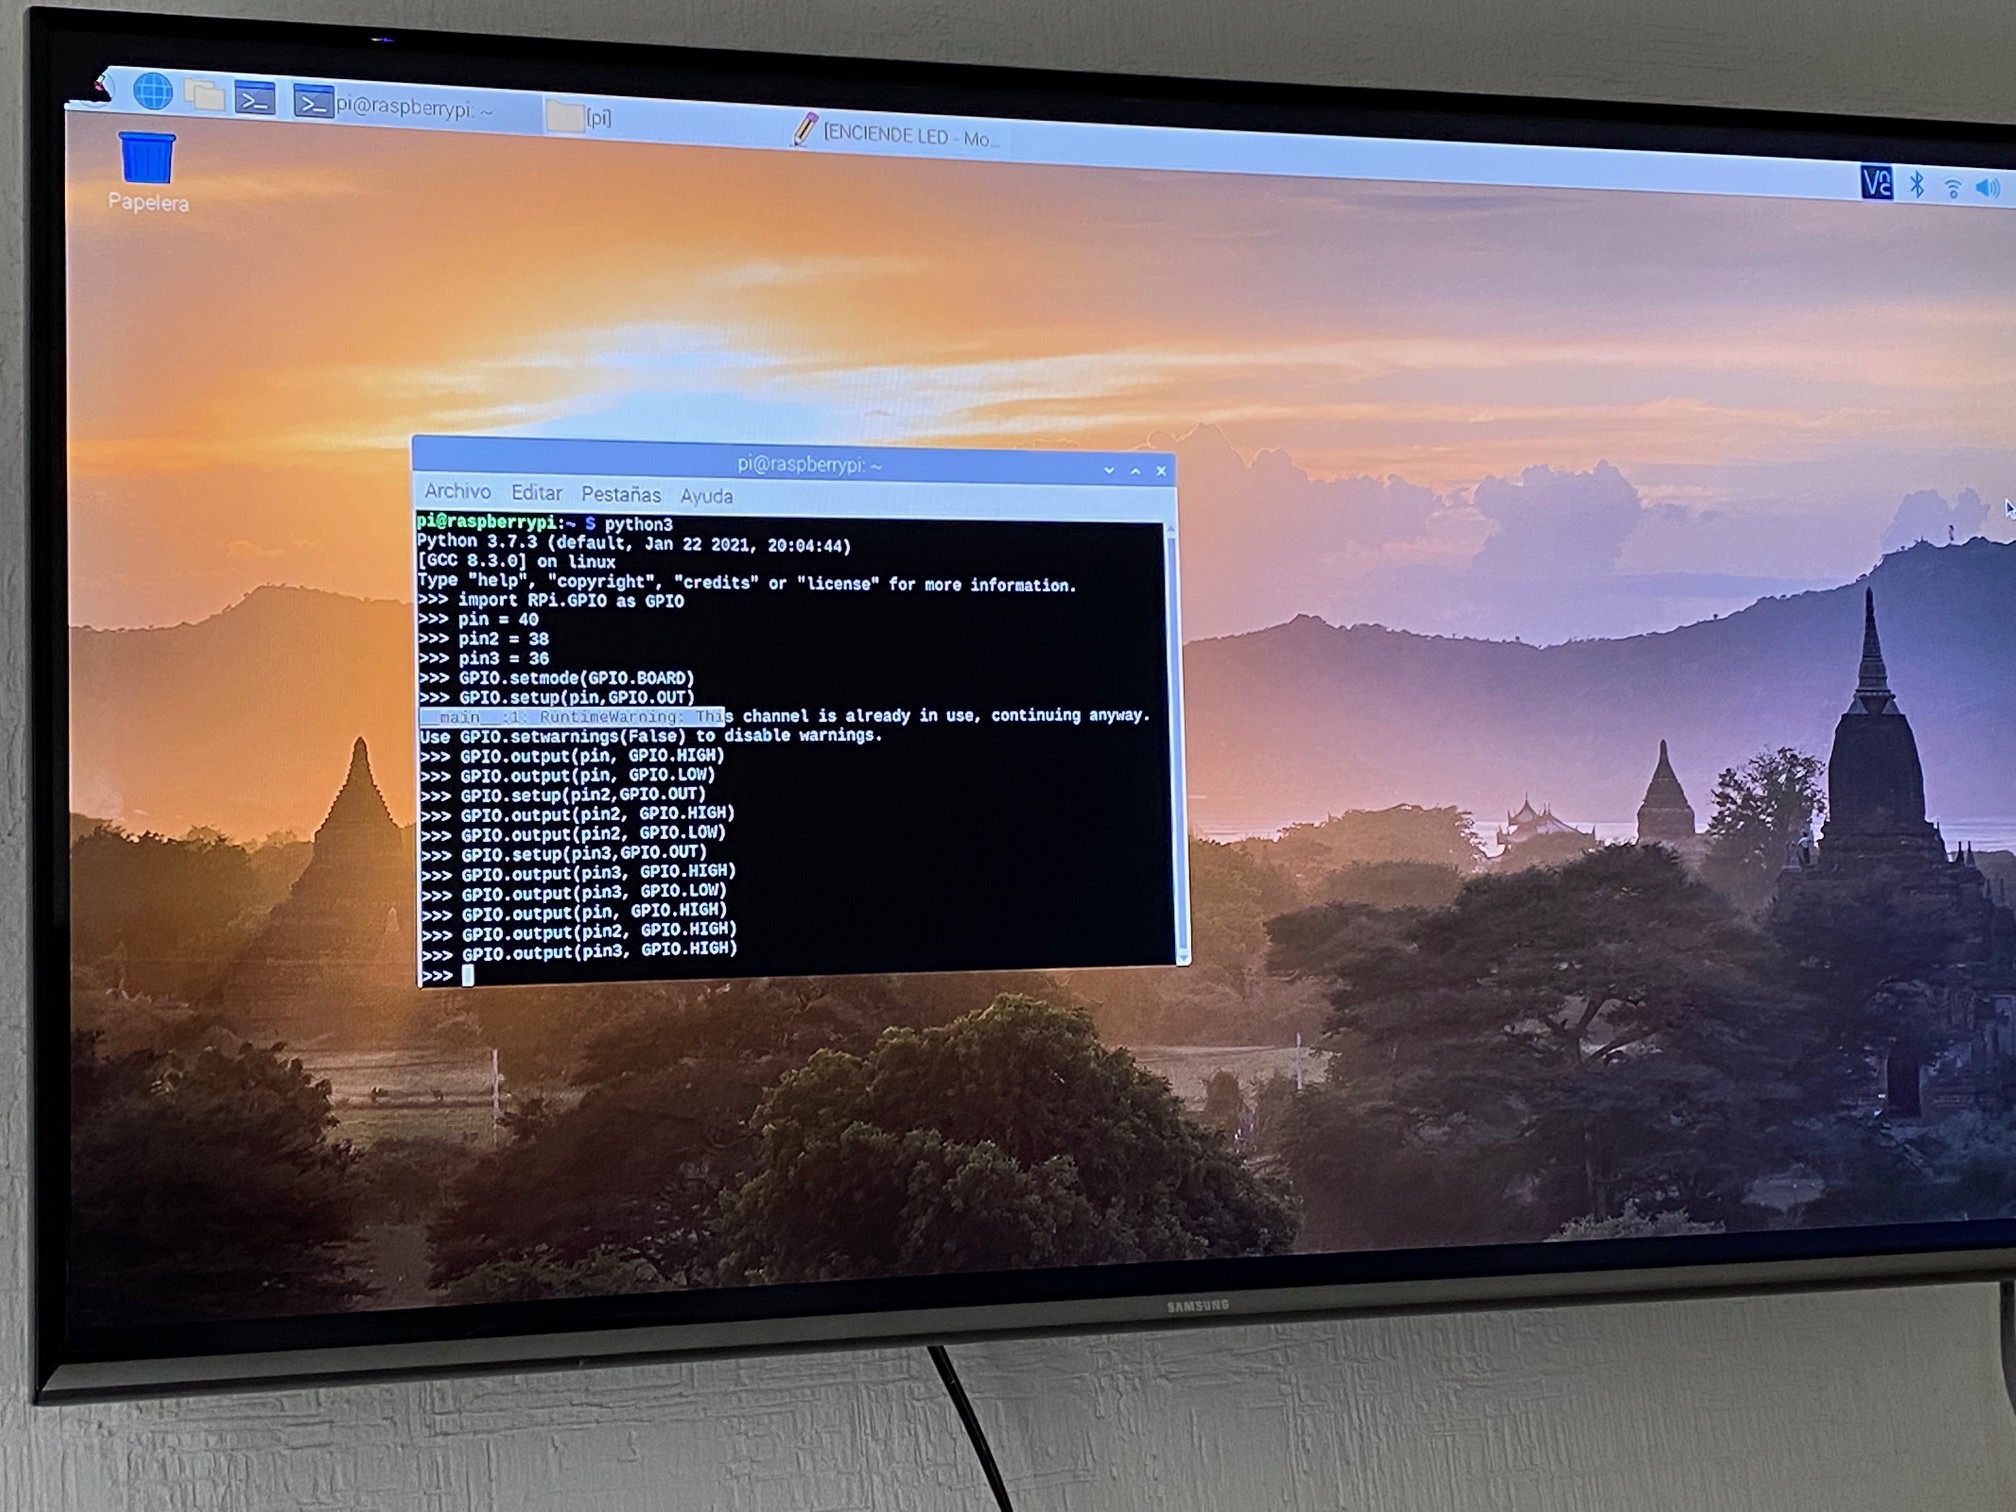 pi@raspberrypi: ~
[pi]
[ENCIENDE LED - Mo...
Papelera
pi@raspberrypi: ~
Archivo Editar Pestañas Ayuda
pi@raspberrypi:~ $ python3
Python 3.7.3 (default, Jan 22 2021, 20:04:44)
[GCC 8.3.0] on linux
Type "help", "copyright", "credits" or "license" for more information.
>>> import RPi.GPIO as GPIO
>>> pin = 40
>>> pin2 = 38
>>> pin3 = 36
>>> GPIO.setmode(GPIO.BOARD)
>>> GPIO.setup(pin,GPIO.OUT)
__main__:1: RuntimeWarning: This channel is already in use, continuing anyway.
Use GPIO.setwarnings(False) to disable warnings.
>>> GPIO.output(pin, GPIO.HIGH)
>>> GPIO.output(pin, GPIO.LOW)
>>> GPIO.setup(pin2,GPIO.OUT)
>>> GPIO.output(pin2, GPIO.HIGH)
>>> GPIO.output(pin2, GPIO.LOW)
>>> GPIO.setup(pin3,GPIO.OUT)
>>> GPIO.output(pin3, GPIO.HIGH)
>>> GPIO.output(pin3, GPIO.LOW)
>>> GPIO.output(pin, GPIO.HIGH)
>>> GPIO.output(pin2, GPIO.HIGH)
>>> GPIO.output(pin3, GPIO.HIGH)
>>>
SAMSUNG